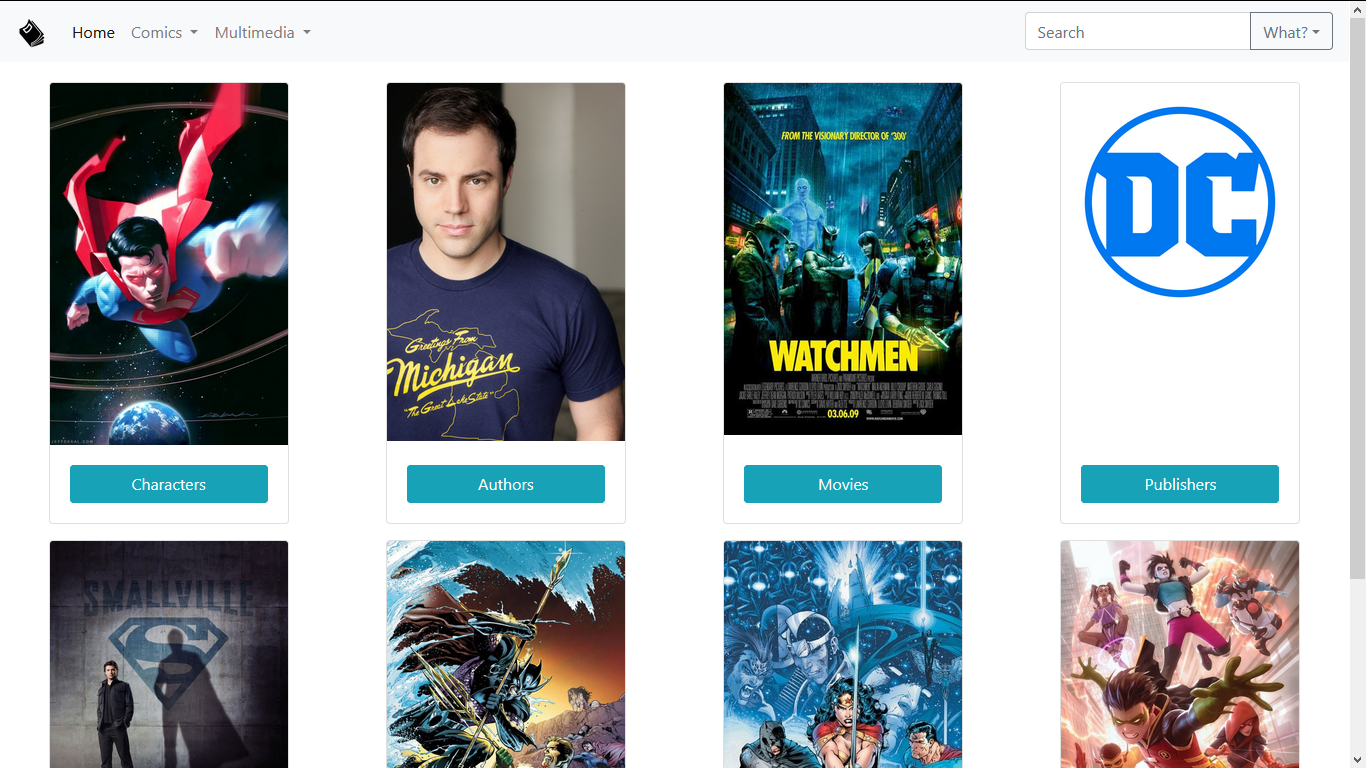 Home
Comics
Multimedia
Search
What?
FROM THE VISIONARY DIRECTOR OF '300'
DC
Greetings From
Michigan
"The Great Lakes State"
WATCHMEN
03.06.09
Characters
Authors
Movies
Publishers
SMALLVILLE
S